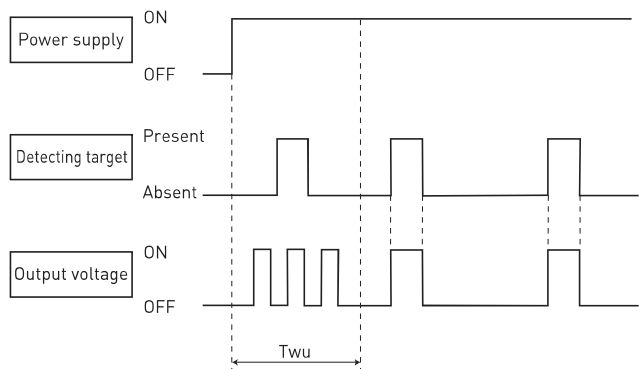 Power supply
ON
OFF
Detecting target
Present
Absent
Output voltage
ON
OFF
Twu